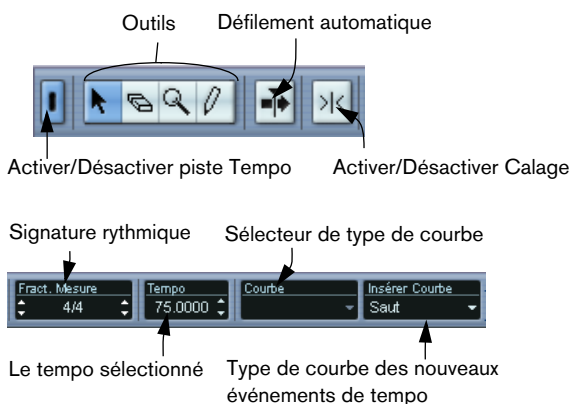 Outils
Défilement automatique
Activer/Désactiver piste Tempo
Activer/Désactiver Calage
Signature rythmique
Sélecteur de type de courbe
Fract. Mesure
Tempo
Courbe
Insérer Courbe
4/4
75.0000
Saut
Le tempo sélectionné
Type de courbe des nouveaux
événements de tempo